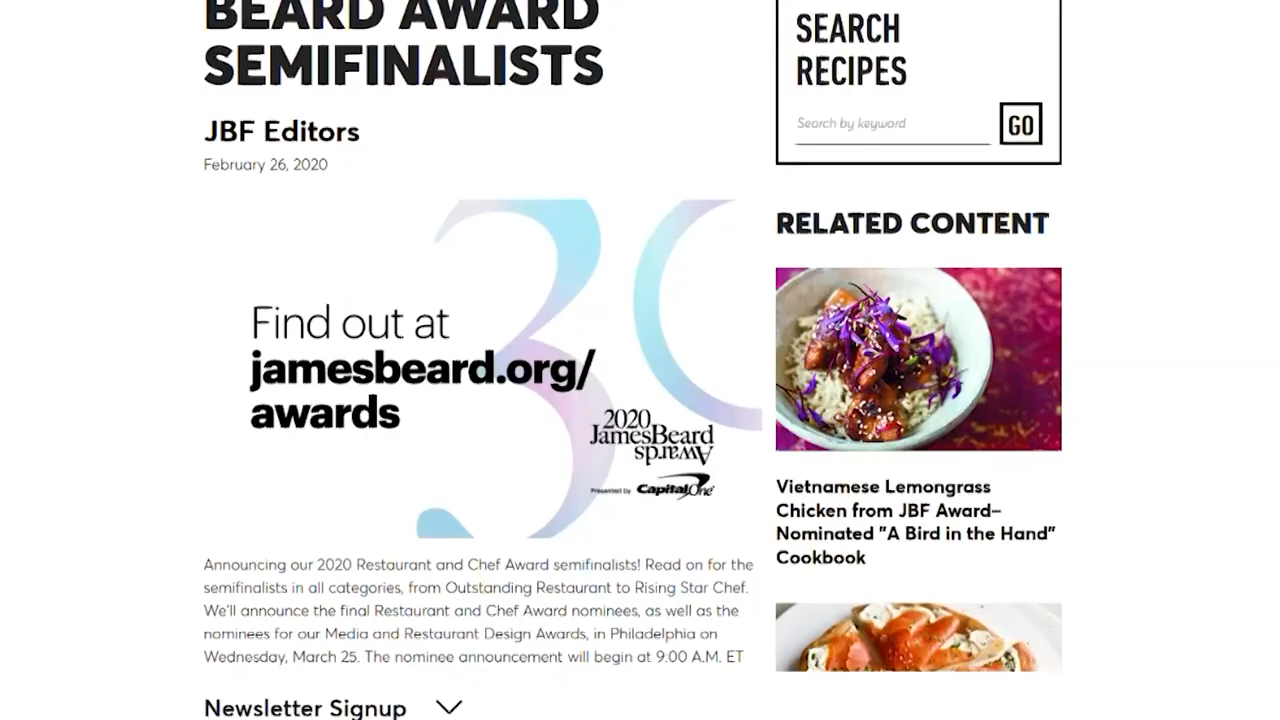 BEARD AWARD
SEMIFINALISTS
JBF Editors
February 26, 2020
Find out at
jamesbeard.org/
awards
30
2020
JamesBeard
Awards
Presented by Capital One
Announcing our 2020 Restaurant and Chef Award semifinalists! Read on for the
semifinalists in all categories, from Outstanding Restaurant to Rising Star Chef.
We'll announce the final Restaurant and Chef Award nominees, as well as the
nominees for our Media and Restaurant Design Awards, in Philadelphia on
Wednesday, March 25. The nominee announcement will begin at 9:00 A.M. ET
Newsletter Signup
SEARCH
RECIPES
Search by keyword
GO
RELATED CONTENT
Vietnamese Lemongrass
Chicken from JBF Award–
Nominated "A Bird in the Hand"
Cookbook